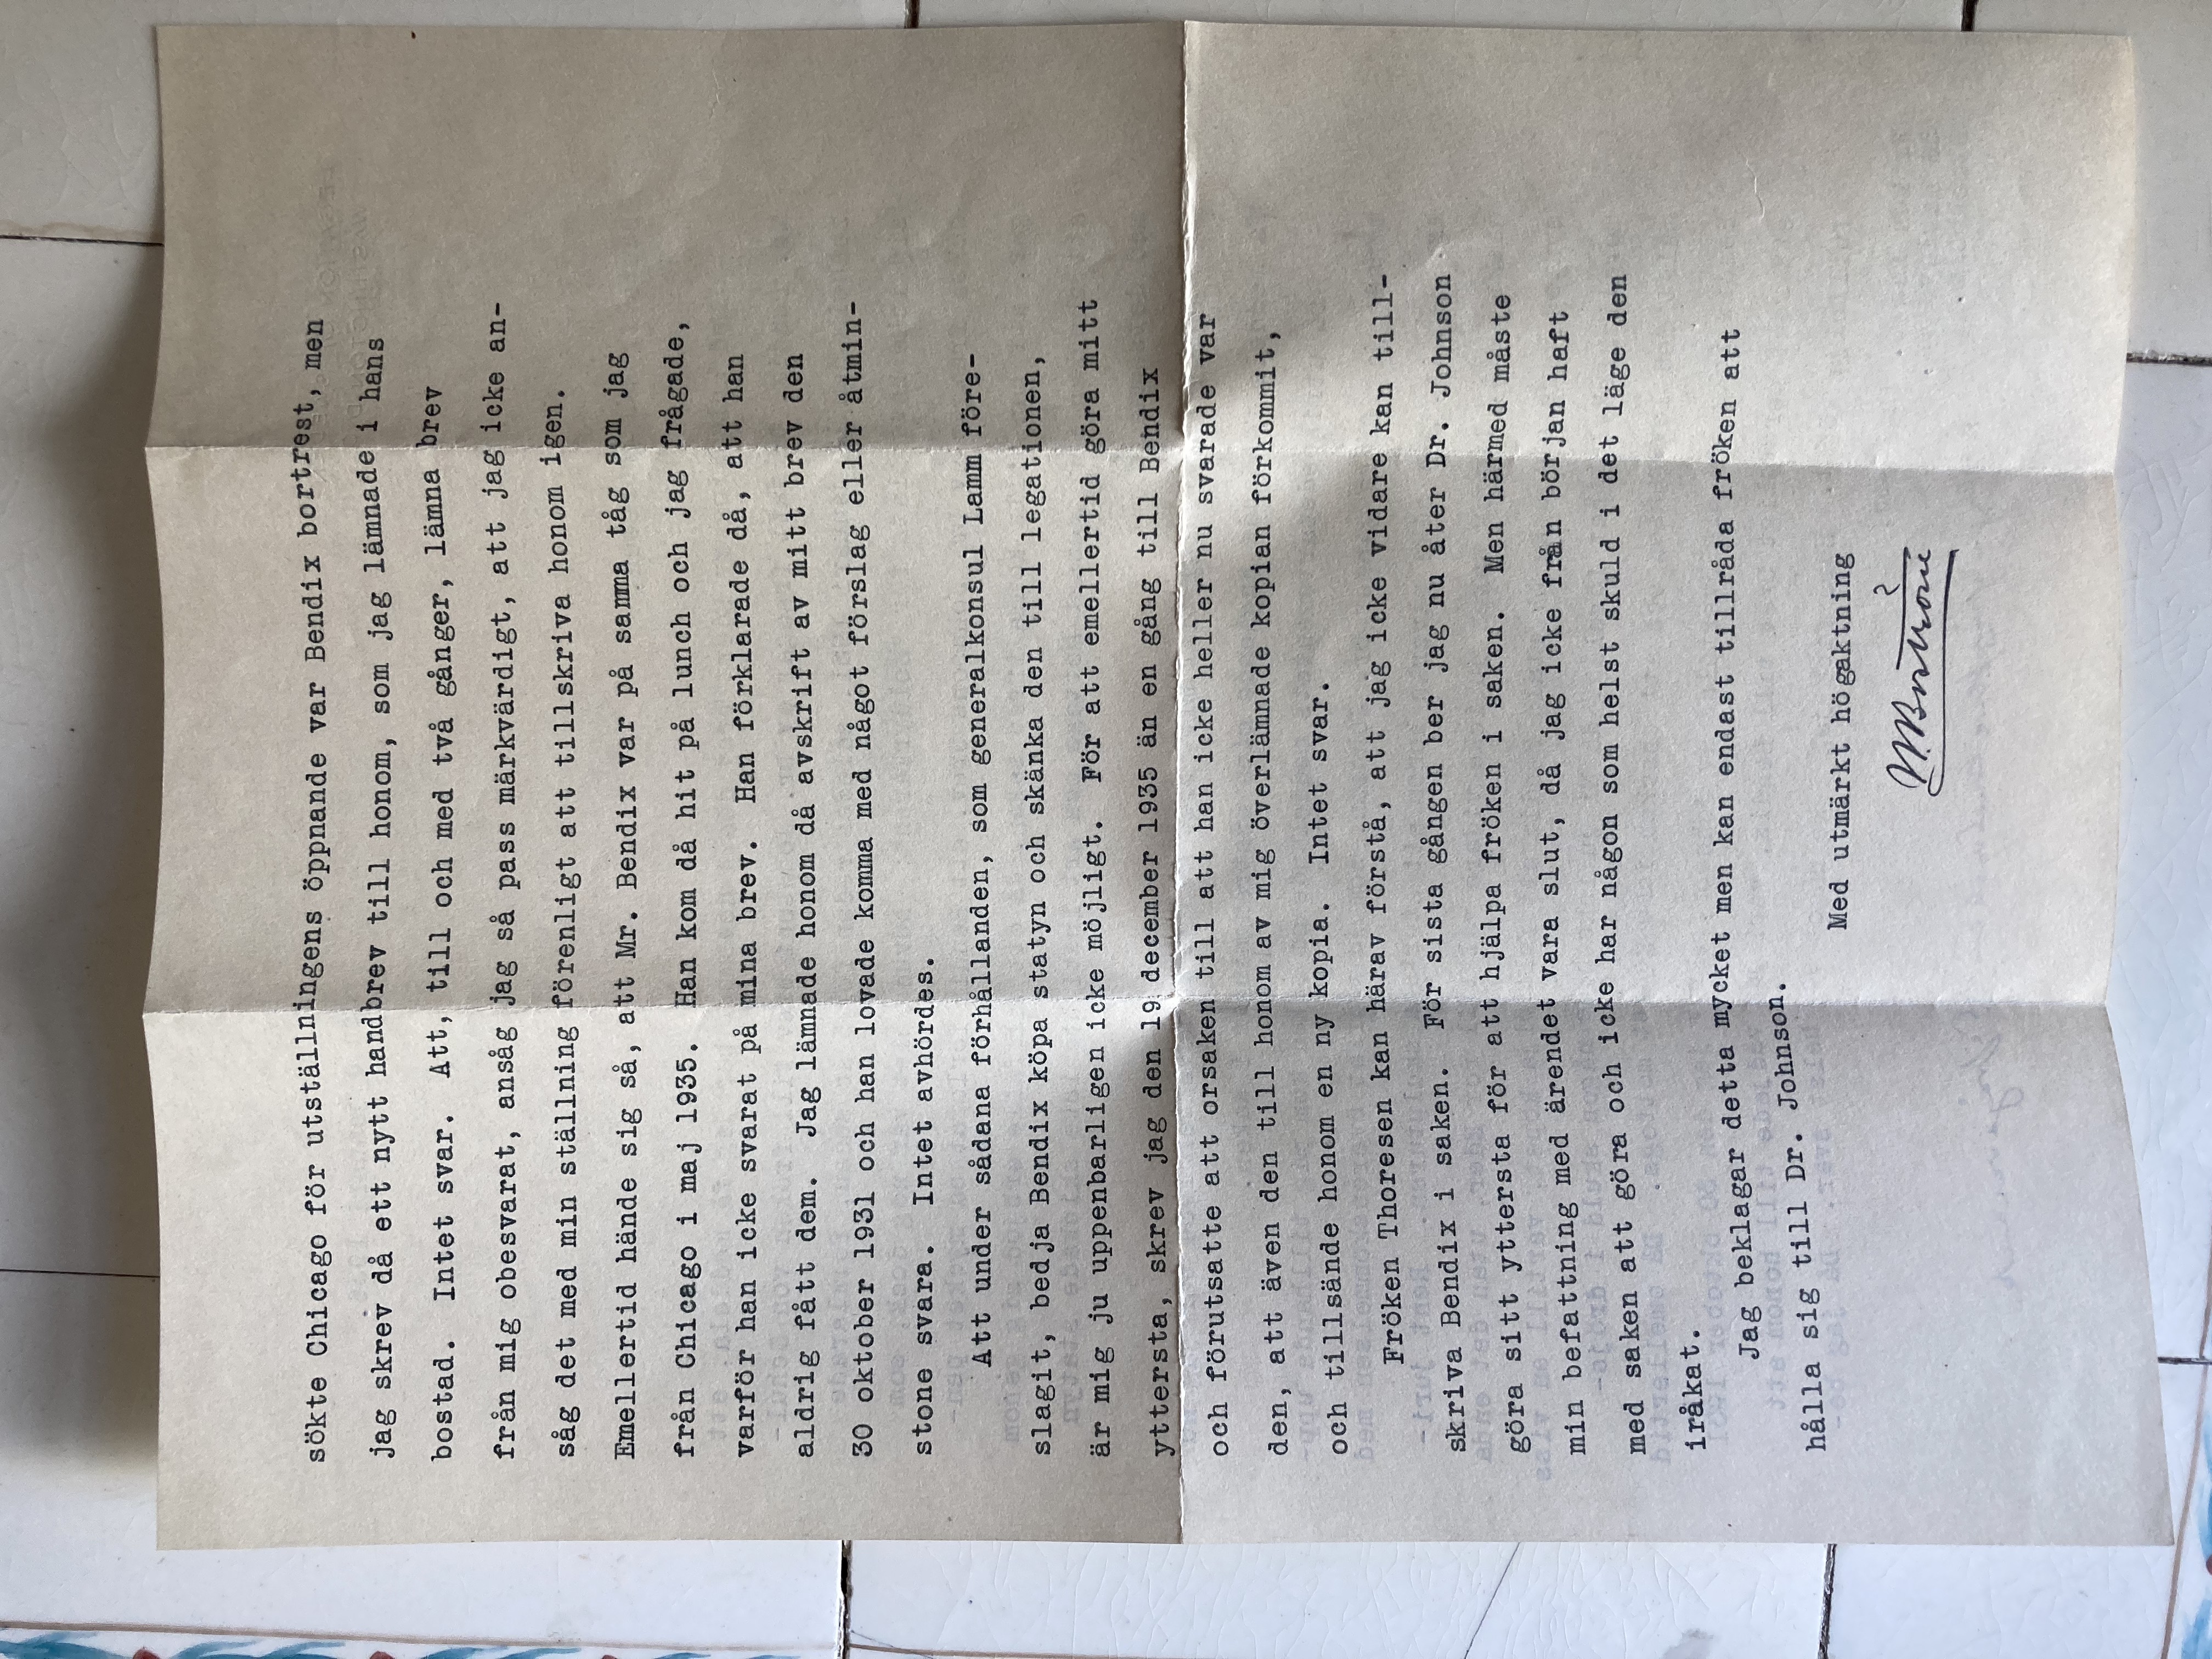 sökte Chicago för utställningens öppnande var Bendix bortrest, men
jag skrev då ett nytt handbrev till honom, som jag lämnade i hans
bostad. Intet svar. Att, till och med två gånger, lämna brev
från mig obesvarat, ansåg jag så pass märkvärdigt, att jag icke an-
såg det med min ställning förenligt att tillskriva honom igen.
Emellertid hände sig så, att Mr. Bendix var på samma tåg som jag
från Chicago i maj 1935. Han kom då hit på lunch och jag frågade,
varför han icke svarat på mina brev. Han förklarade då, att han
aldrig fått dem. Jag lämnade honom då avskrift av mitt brev den
30 oktober 1931 och han lovade komma med något förslag eller åtmin-
stone svara. Intet avhördes.
Att under sådana förhållanden, som generalkonsul Lamm före-
slagit, bedja Bendix köpa statyn och skänka den till legationen,
är mig ju uppenbarligen icke möjligt. För att emellertid göra mitt
yttersta, skrev jag den 19 december 1935 än en gång till Bendix
och förutsatte att orsaken till att han icke heller nu svarade var
den, att även den till honom av mig överlämnade kopian förkommit,
och tillsände honom en ny kopia. Intet svar.
Fröken Thoresen kan härav förstå, att jag icke vidare kan till-
skriva Bendix i saken. För sista gången ber jag nu åter Dr. Johnson
göra sitt yttersta för att hjälpa fröken i saken. Men härmed måste
min befattning med ärendet vara slut, då jag icke från början haft
med saken att göra och icke har någon som helst skuld i det läge den
iråkat.
Jag beklagar detta mycket men kan endast tillråda fröken att
hålla sig till Dr. Johnson.
Med utmärkt högaktning